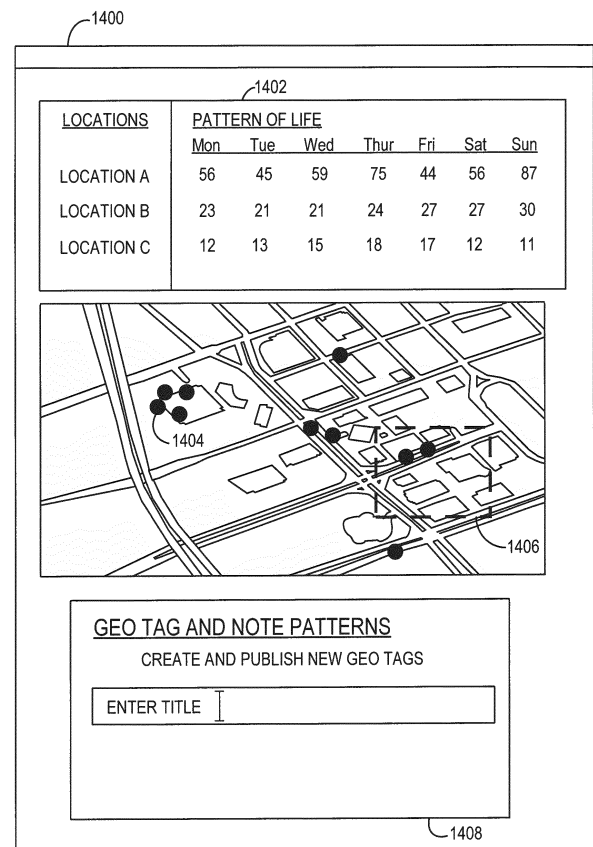 1400
1402
LOCATIONS PATTERN OF LIFE
Mon Tue Wed Thur Fri Sat Sun
LOCATION A 56 45 59 75 44 56 87
LOCATION B 23 21 21 24 27 27 30
LOCATION C 12 13 15 18 17 12 11
1404
1406
GEO TAG AND NOTE PATTERNS
CREATE AND PUBLISH NEW GEO TAGS
ENTER TITLE
1408